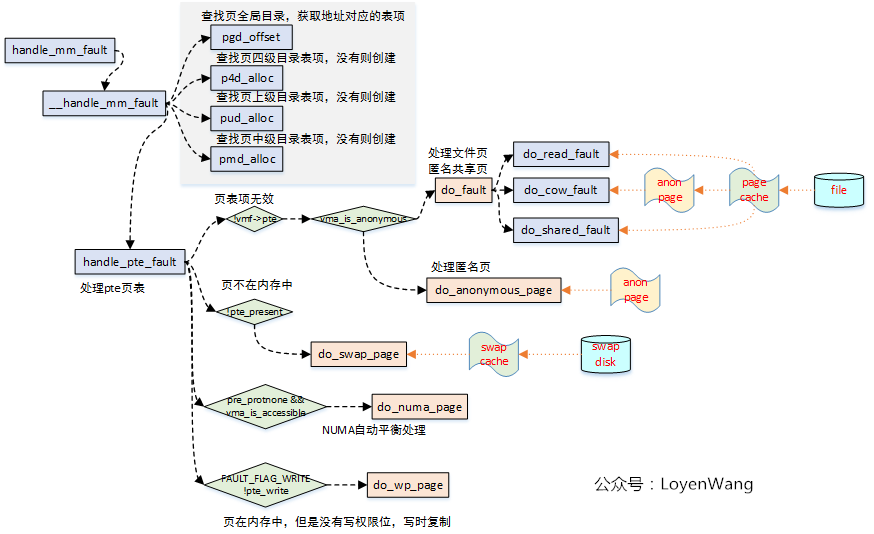 查找页全局目录，获取地址对应的表项
handle_mm_fault
pgd_offset
查找页四级目录表项，没有则创建
p4d_alloc
__handle_mm_fault
查找页上级目录表项，没有则创建
pud_alloc
查找页中级目录表项，没有则创建
pmd_alloc
处理文件页
匿名共享页
do_fault
do_read_fault
do_cow_fault
do_shared_fault
anon
page
page
cache
file
页表项无效
!vmf->pte
vma_is_anonymous
handle_pte_fault
处理pte页表
处理匿名页
do_anonymous_page
anon
page
页不在内存中
!pte_present
do_swap_page
swap
cache
swap
disk
pre_protnone &&
vma_is_accessible
do_numa_page
NUMA自动平衡处理
FAULT_FLAG_WRITE
!pte_write
do_wp_page
页在内存中，但是没有写权限位，写时复制
公众号：LoyenWang